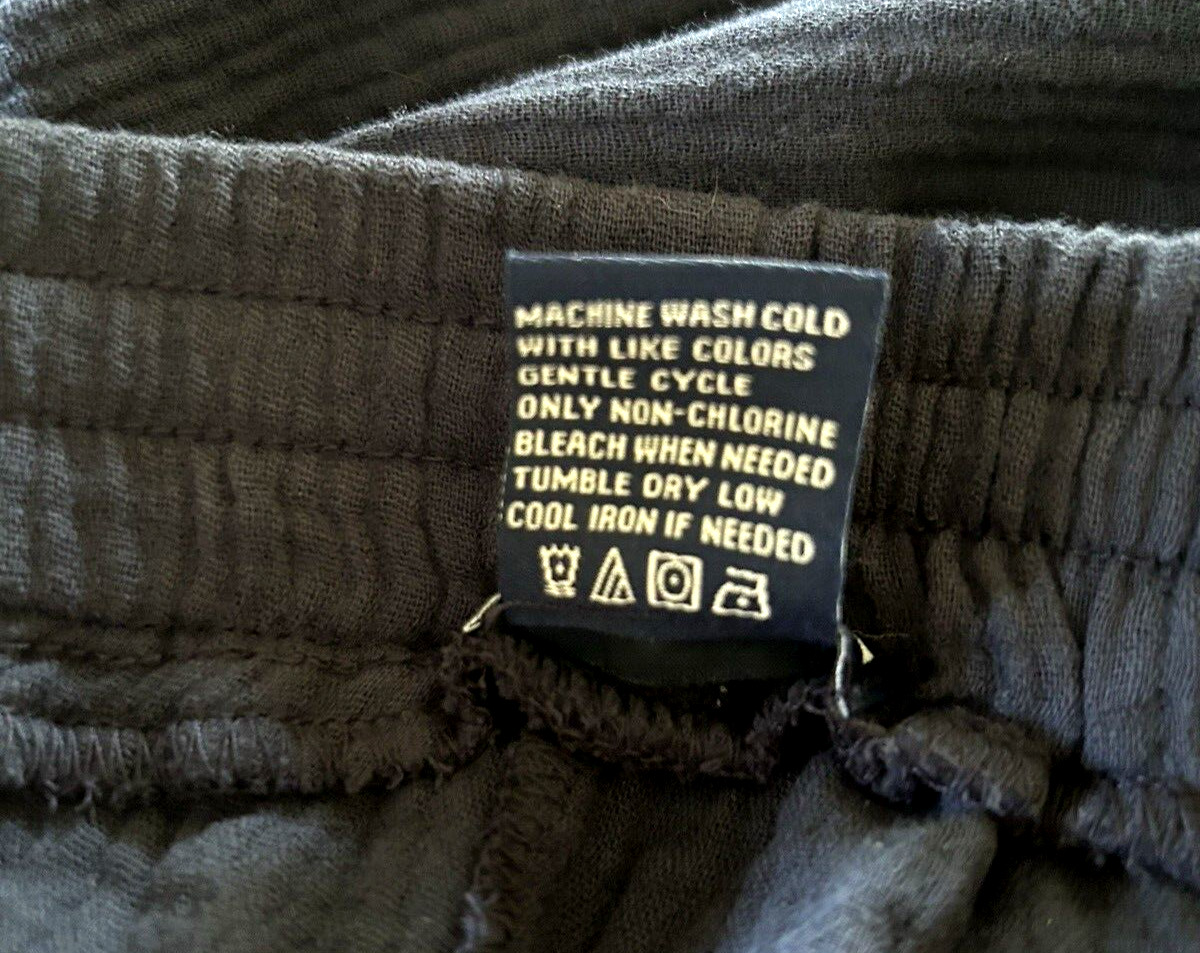 MACHINE WASH COLD
WITH LIKE COLORS
GENTLE CYCLE
ONLY NON-CHLORINE
BLEACH WHEN NEEDED
TUMBLE DRY LOW
COOL IRON IF NEEDED